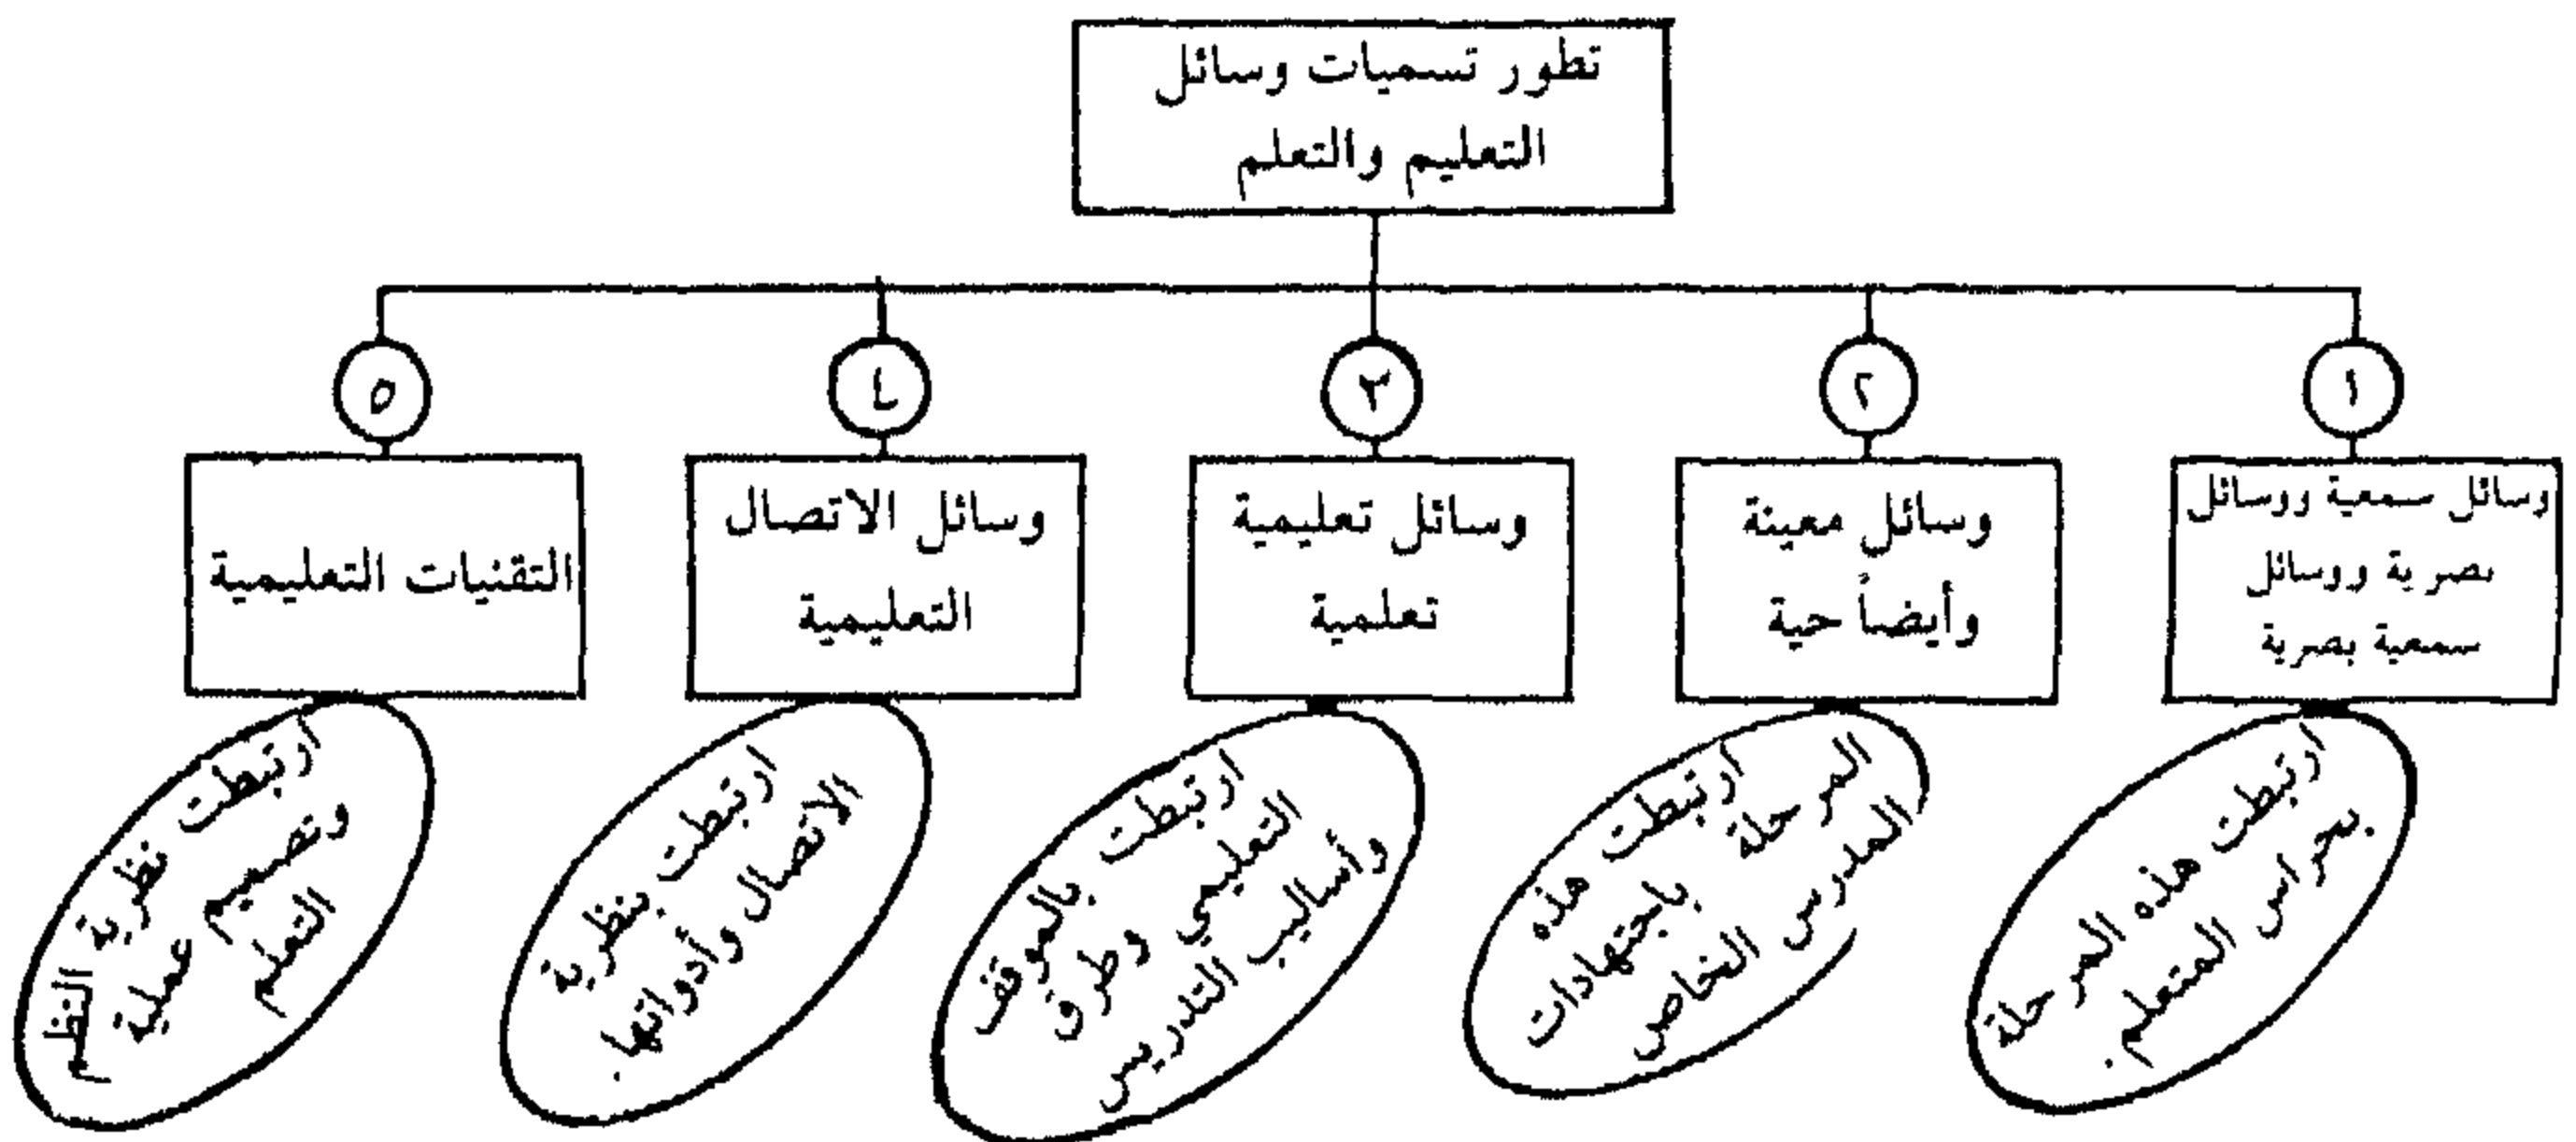 تطور تسميات وسائل
التعليم والتعلم
١
وسائل سمعية ووسائل
بصرية ووسائل
سمعية بصرية
ارتبطت هذه المرحلة
بحراس المتعلم.
٢
وسائل معينة
وأيضاً حية
ارتبطت هذه
المرحلة باجتهادات
المدرس الخاص
٣
وسائل تعليمية
تعلمية
ارتبطت بالموقف
التعليمي وطرق
وأساليب التدريس
٤
وسائل الاتصال
التعليمية
ارتبطت بنظرية
الاتصال وأدواتها.
٥
التقنيات التعليمية
ارتبطت نظرية النظم
وتصميم عملية
التعلم